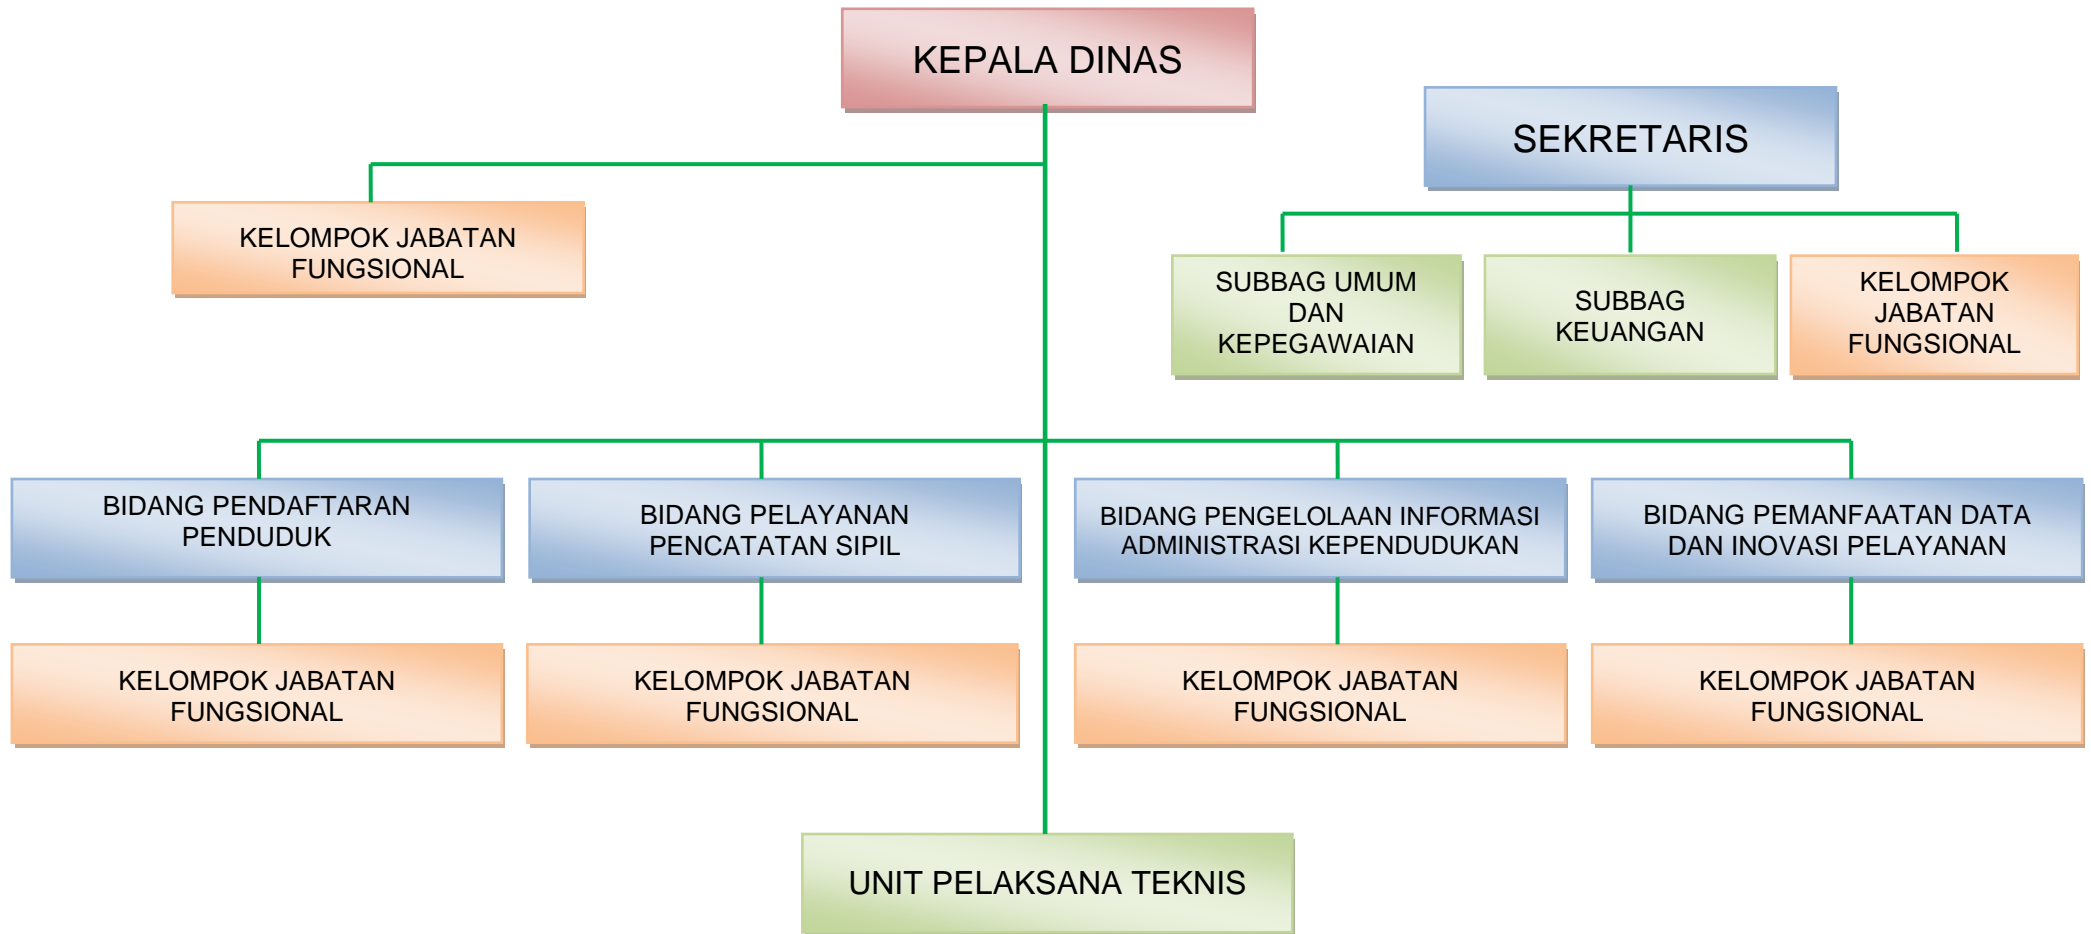 KEPALA DINAS
SEKRETARIS
KELOMPOK JABATAN
FUNGSIONAL
SUBBAG UMUM
DAN
KEPEGAWAIAN
SUBBAG
KEUANGAN
KELOMPOK
JABATAN
FUNGSIONAL
BIDANG PENDAFTARAN
PENDUDUK
BIDANG PELAYANAN
PENCATATAN SIPIL
BIDANG PENGELOLAAN INFORMASI
ADMINISTRASI KEPENDUDUKAN
BIDANG PEMANFAATAN DATA
DAN INOVASI PELAYANAN
KELOMPOK JABATAN
FUNGSIONAL
KELOMPOK JABATAN
FUNGSIONAL
KELOMPOK JABATAN
FUNGSIONAL
KELOMPOK JABATAN
FUNGSIONAL
UNIT PELAKSANA TEKNIS